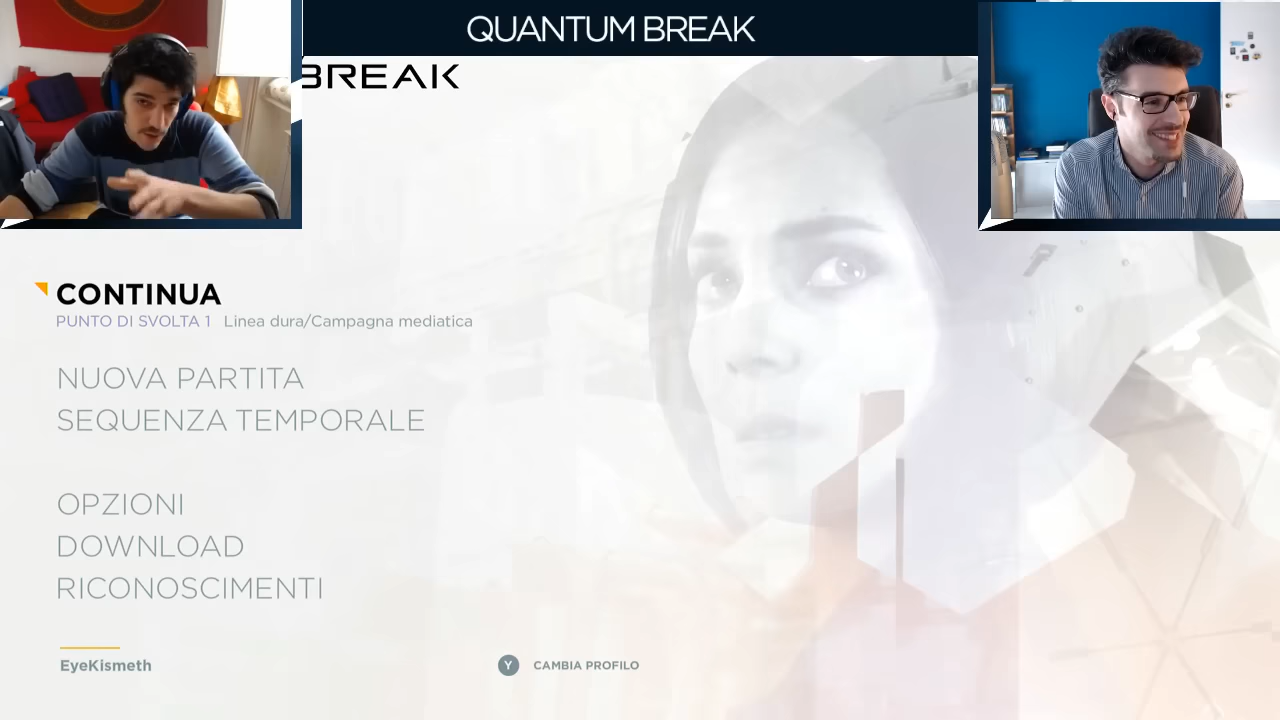 QUANTUM BREAK
BREAK
CONTINUA
PUNTO DI SVOLTA 1 Linea dura/Campagna mediatica
NUOVA PARTITA
SEQUENZA TEMPORALE
OPZIONI
DOWNLOAD
RICONOSCIMENTI
EyeKismeth
Y CAMBIA PROFILO